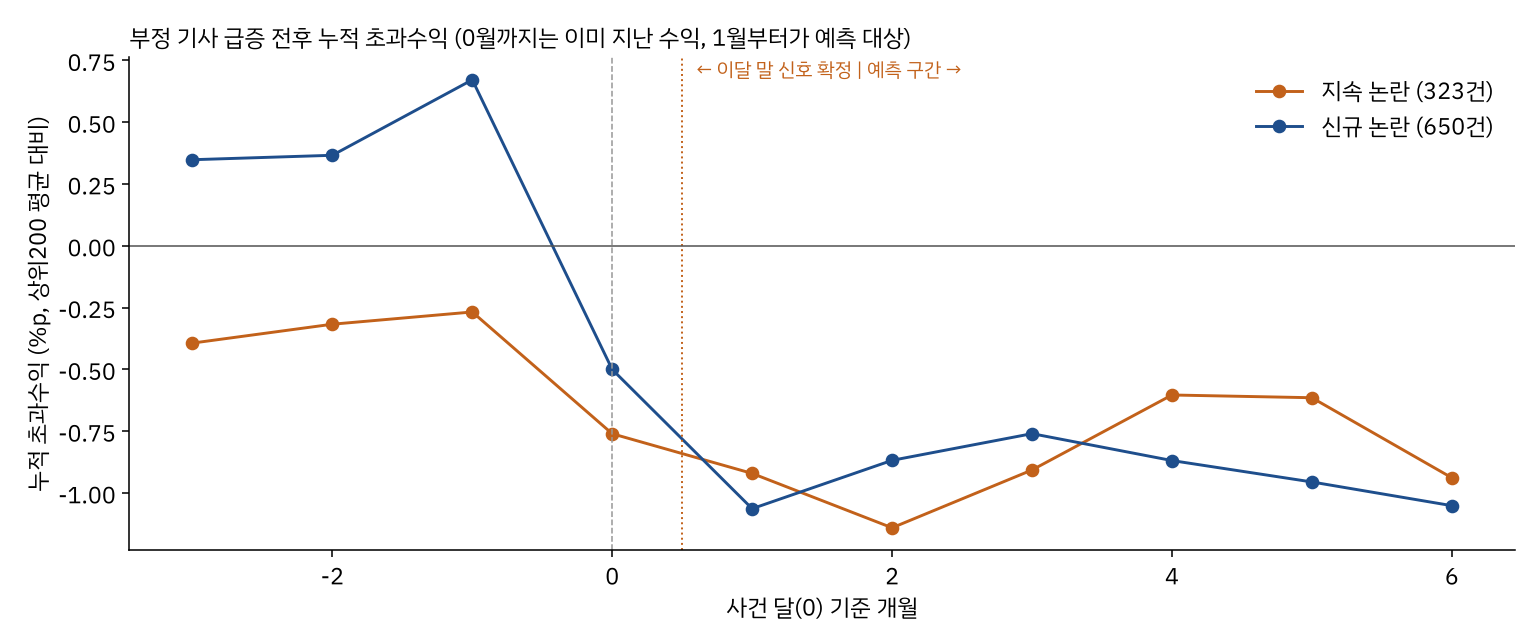 부정 기사 급증 전후 누적 초과수익 (0월까지는 이미 지난 수익, 1월부터가 예측 대상)
← 이달 말 신호 확정 | 예측 구간 →
지속 논란 (323건)
신규 논란 (650건)
누적 초과수익 (%p, 상위200 평균 대비)
0.75
0.50
0.25
0.00
-0.25
-0.50
-0.75
-1.00
-2
0
2
4
6
사건 달(0) 기준 개월